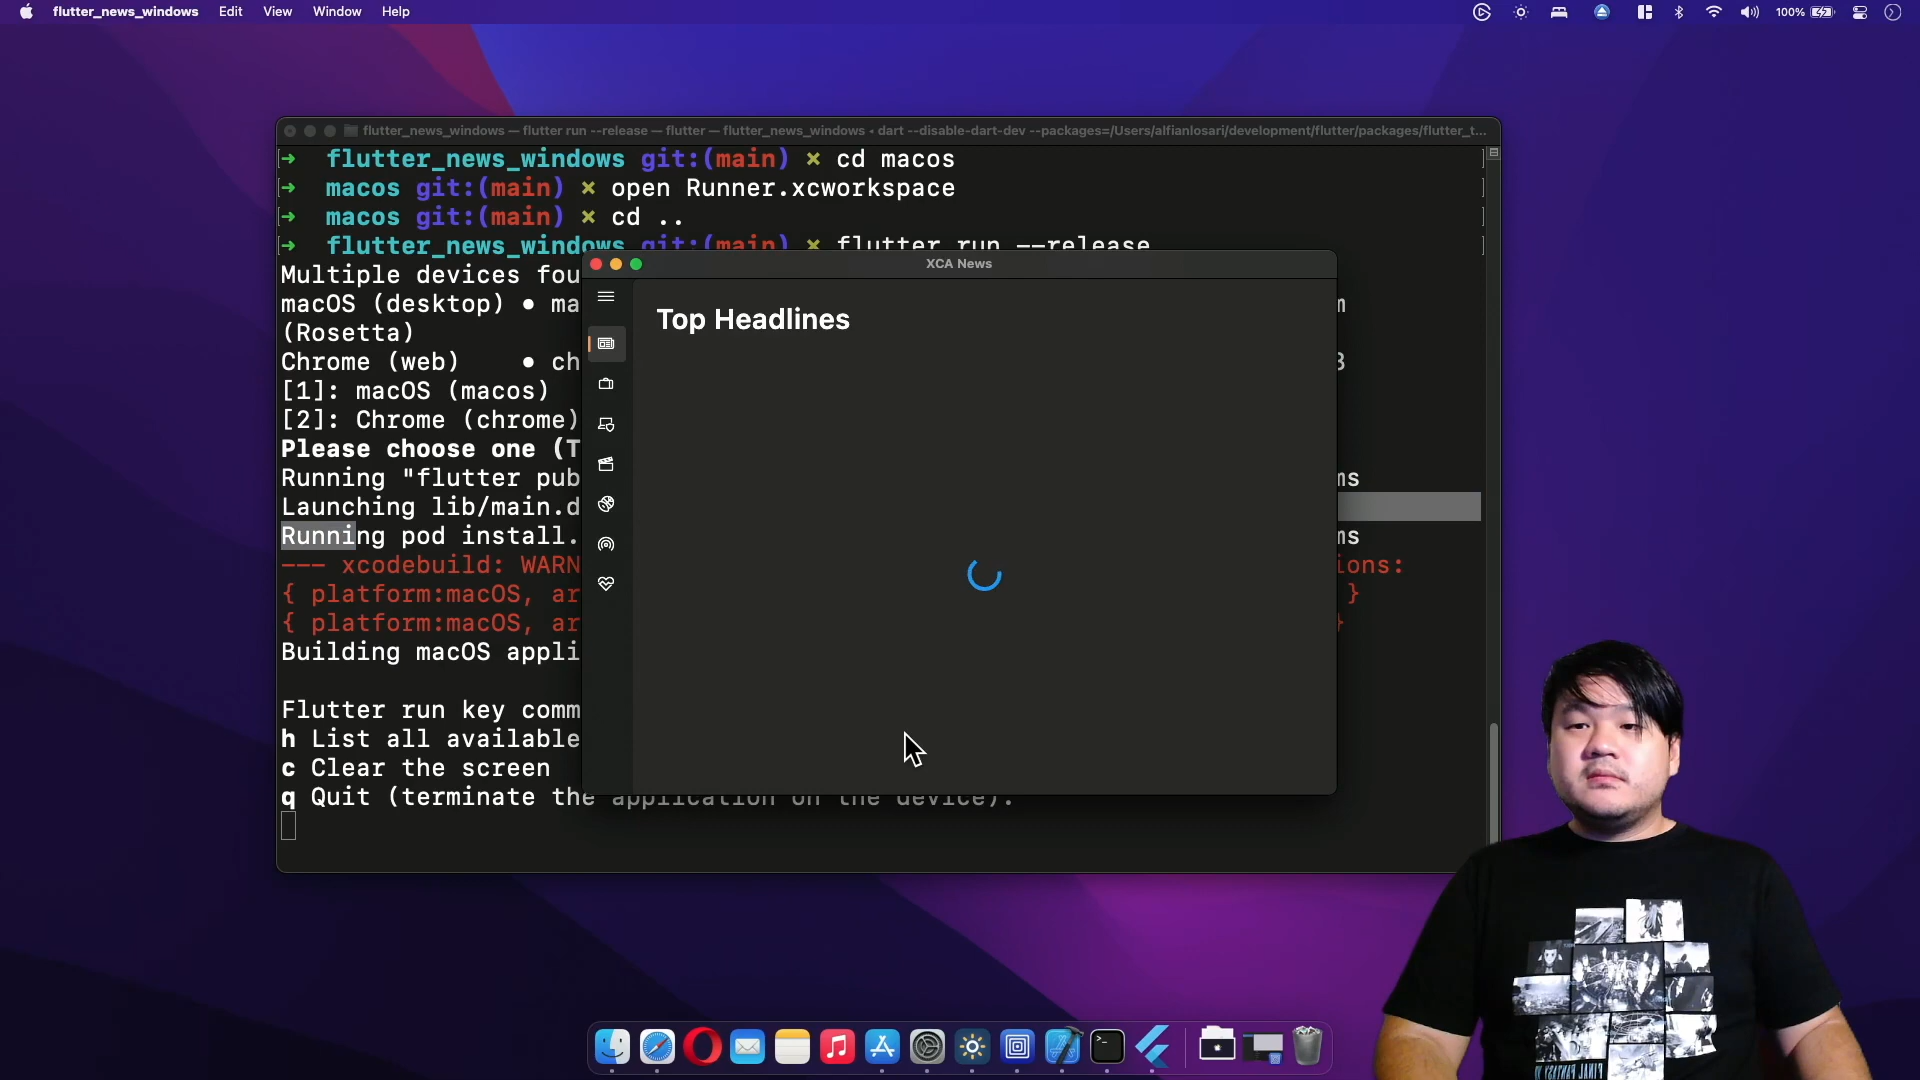 flutter_news_windows Edit View Window Help
100%
flutter_news_windows — flutter run --release — flutter — flutter_news_windows ◂ dart --disable-dart-dev --packages=/Users/alfianlosari/development/flutter/packages/flutter_t...
→ flutter_news_windows git:(main) × cd macos
→ macos git:(main) × open Runner.xcworkspace
→ macos git:(main) × cd ..
→ flutter_news_windows git:(main) × flutter run --release
Multiple devices fou
macOS (desktop) • ma
(Rosetta)
Chrome (web) • ch
[1]: macOS (macos)
[2]: Chrome (chrome)
Please choose one (T
Running "flutter pub ms
Launching lib/main.d
Running pod install. ms
--- xcodebuild: WARN ions:
{ platform:macOS, ar }
{ platform:macOS, ar }
Building macOS appli
Flutter run key comm
h List all available
c Clear the screen
q Quit (terminate the application on the device).
XCA News
Top Headlines